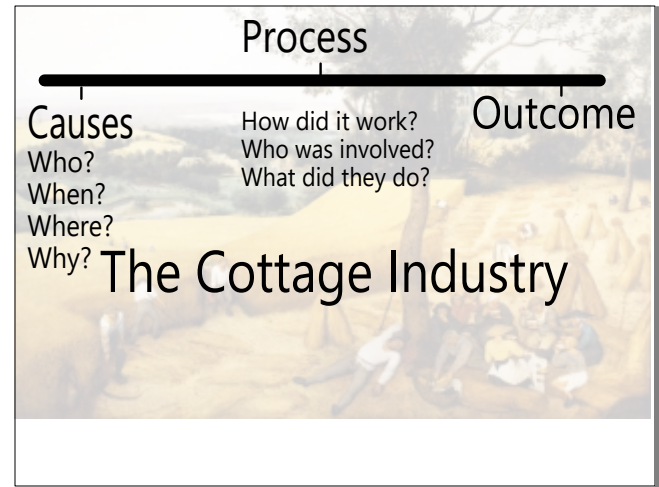 Process
Causes
Who?
When?
Where?
Why?
How did it work?
Who was involved?
What did they do?
Outcome
The Cottage Industry